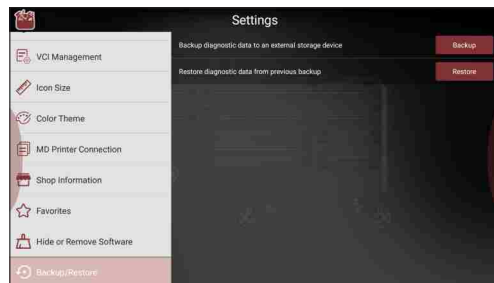 Settings
VCI Management
Icon Size
Color Theme
MD Printer Connection
Shop Information
Favorites
Hide or Remove Software
Backup/Restore
Backup diagnostic data to an external storage device
Backup
Restore diagnostic data from previous backup
Restore